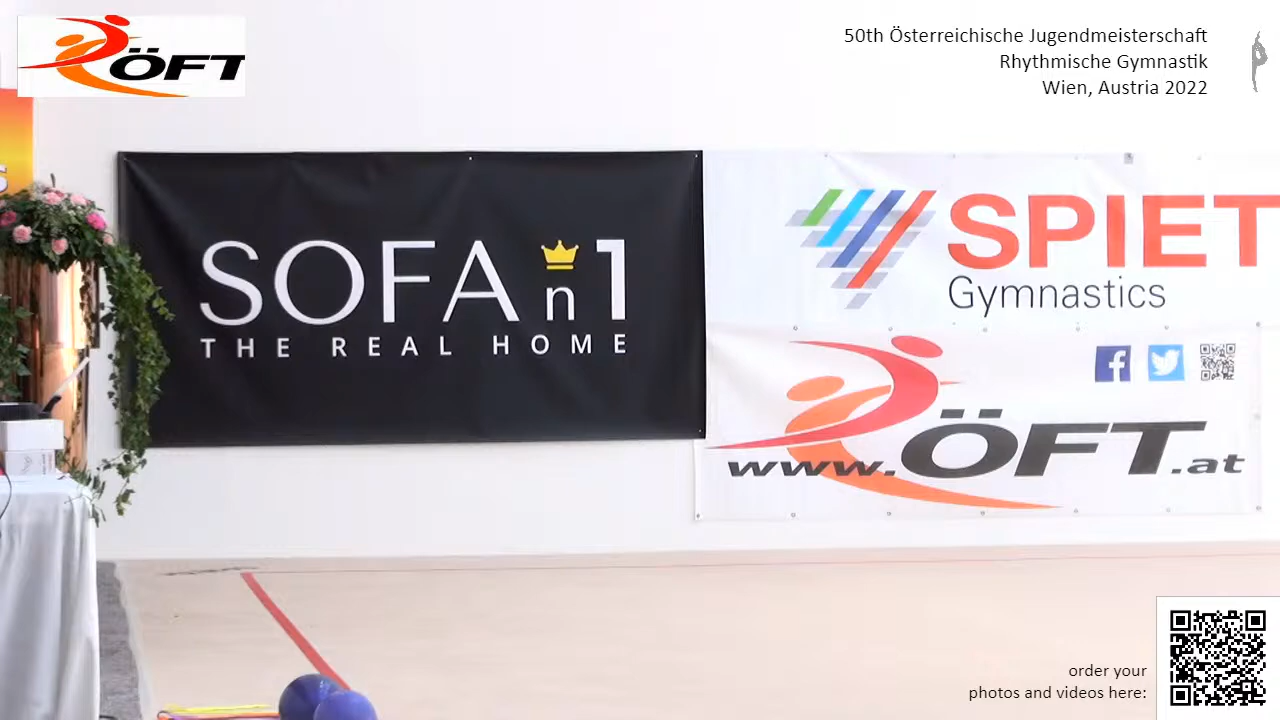 ÖFT
50th Österreichische Jugendmeisterschaft
Rhythmische Gymnastik
Wien, Austria 2022
SOFA n 1
THE REAL HOME
SPIET
Gymnastics
www.ÖFT.at
order your
photos and videos here: